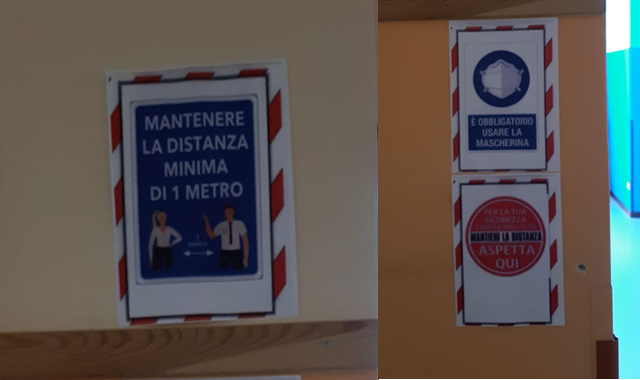 MANTENERE
LA DISTANZA
MINIMA
DI 1 METRO
È OBBLIGATORIO
USARE LA
MASCHERINA
PER LA TUA
SICUREZZA
MANTIENI LA DISTANZA
ASPETTA
QUI